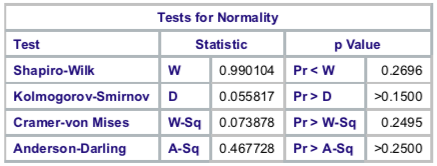 Tests for Normality
Test Statistic p Value
Shapiro-Wilk W 0.990104 Pr < W 0.2696
Kolmogorov-Smirnov D 0.055817 Pr > D >0.1500
Cramer-von Mises W-Sq 0.073878 Pr > W-Sq 0.2495
Anderson-Darling A-Sq 0.467728 Pr > A-Sq >0.2500